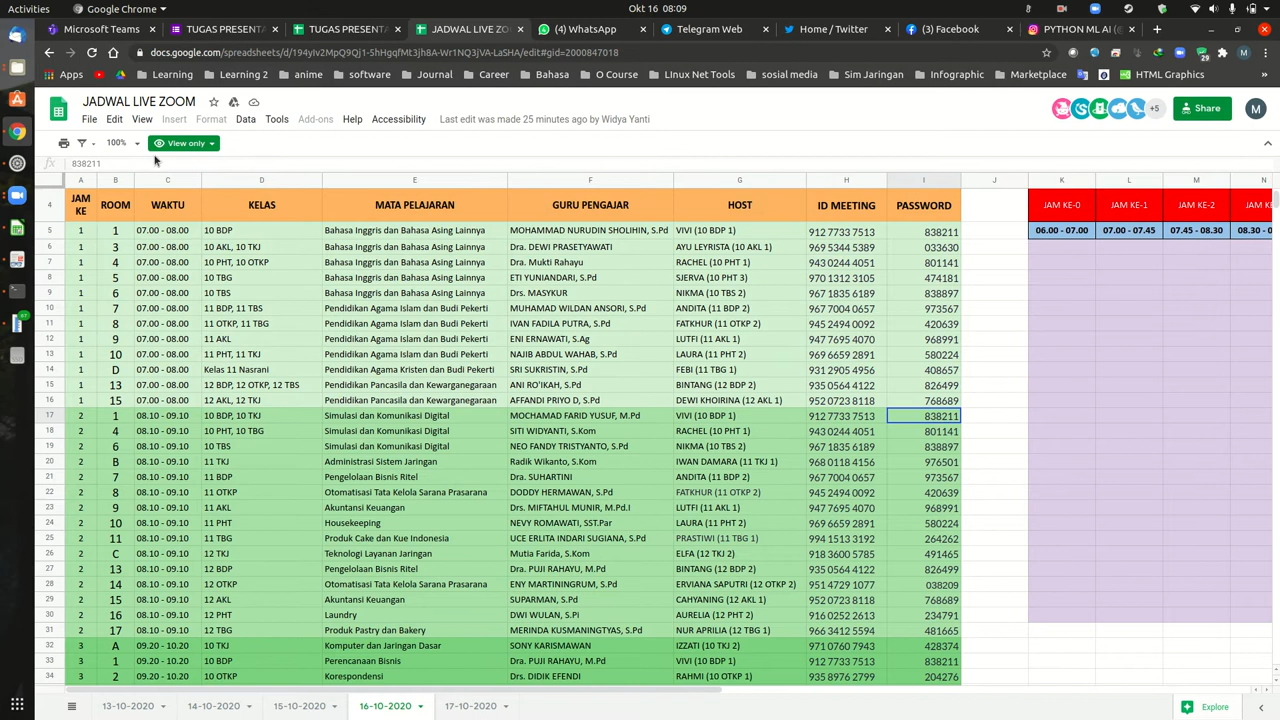 Activities Google Chrome Okt 16 08:09
Microsoft Teams TUGAS PRESENTA TUGAS PRESENTA JADWAL LIVE ZOOM (4) WhatsApp Telegram Web Home / Twitter (3) Facebook PYTHON ML AI (@
docs.google.com/spreadsheets/d/194yIv2MpQ9Qj1-ShHqqfMt3jh8A-Wr1NQ3jVA-LaSHA/edit#gid=2000847018
Apps Learning Learning 2 anime software Journal Career Bahasa O Course LInux Net Tools sosial media Sim Jaringan Infographic Marketplace HTML Graphics
JADWAL LIVE ZOOM +5 Share M
File Edit View Insert Format Data Tools Add-ons Help Accessibility Last edit was made 25 minutes ago by Widya Yanti
100% View only
fx 838211
A B C D E F G H I J K L M N
4 JAM KE ROOM WAKTU KELAS MATA PELAJARAN GURU PENGAJAR HOST ID MEETING PASSWORD JAM KE-0 JAM KE-1 JAM KE-2 JAM KE
5 1 1 07.00 - 08.00 10 BDP Bahasa Inggris dan Bahasa Asing Lainnya MOHAMMAD NURUDIN SHOLIHIN, S.Pd VIVI (10 BDP 1) 912 7733 7513 838211 06.00 - 07.00 07.00 - 07.45 07.45 - 08.30 08.30 - 0
6 1 3 07.00 - 08.00 10 AKL, 10 TKJ Bahasa Inggris dan Bahasa Asing Lainnya Dra. DEWI PRASETYAWATI AYU LEYRISTA (10 AKL 1) 969 5344 5389 033630
7 1 4 07.00 - 08.00 10 PHT, 10 OTKP Bahasa Inggris dan Bahasa Asing Lainnya Dra. Mukti Rahayu RACHEL (10 PHT 1) 943 0244 4051 801141
8 1 5 07.00 - 08.00 10 TBG Bahasa Inggris dan Bahasa Asing Lainnya ETI YUNIANDARI, S.Pd SJERVA (10 PHT 3) 970 1312 3105 474181
9 1 6 07.00 - 08.00 10 TBS Bahasa Inggris dan Bahasa Asing Lainnya Drs. MASYKUR NIKMA (10 TBS 2) 967 1835 6189 838897
10 1 7 07.00 - 08.00 11 BDP, 11 TBS Pendidikan Agama Islam dan Budi Pekerti MUHAMAD WILDAN ANSORI, S.Pd ANDITA (11 BDP 2) 967 7004 0657 973567
11 1 8 07.00 - 08.00 11 OTKP, 11 TBG Pendidikan Agama Islam dan Budi Pekerti IVAN FADILA PUTRA, S.Pd FATKHUR (11 OTKP 2) 945 2494 0092 420639
12 1 9 07.00 - 08.00 11 AKL Pendidikan Agama Islam dan Budi Pekerti ENI ERNAWATI, S.Ag LUTFI (11 AKL 1) 947 7695 4070 968991
13 1 10 07.00 - 08.00 11 PHT, 11 TKJ Pendidikan Agama Islam dan Budi Pekerti NAJIB ABDUL WAHAB, S.Pd LAURA (11 PHT 2) 969 6659 2891 580224
14 1 D 07.00 - 08.00 Kelas 11 Nasrani Pendidikan Agama Kristen dan Budi Pekerti SRI SUKRISTIN, S.Pd FEBI (11 TBG 1) 931 2905 4956 408657
15 1 13 07.00 - 08.00 12 BDP, 12 OTKP, 12 TBS Pendidikan Pancasila dan Kewarganegaraan ANI RO'IKAH, S.Pd BINTANG (12 BDP 2) 935 0564 4122 826499
16 1 15 07.00 - 08.00 12 AKL, 12 PHT, 12 TKJ Pendidikan Pancasila dan Kewarganegaraan AFFANDI PRIYO D, S.Pd DEWI KHOIRINA (12 AKL 1) 952 0723 8118 768689
17 2 1 08.10 - 09.10 10 BDP, 10 TKJ Simulasi dan Komunikasi Digital MOCHAMAD FARID YUSUF, M.Pd VIVI (10 BDP 1) 912 7733 7513 838211
18 2 4 08.10 - 09.10 10 PHT, 10 TBG Simulasi dan Komunikasi Digital SITI WIDYANTI, S.Kom RACHEL (10 PHT 1) 943 0244 4051 801141
19 2 6 08.10 - 09.10 10 TBS Simulasi dan Komunikasi Digital NEO FANDY TRISTYANTO, S.Pd NIKMA (10 TBS 2) 967 1835 6189 838897
20 2 B 08.10 - 09.10 11 TKJ Administrasi Sistem Jaringan Radik Wikanto, S.Kom IWAN DAMARA (11 TKJ 1) 968 0118 4156 976501
21 2 7 08.10 - 09.10 11 BDP Pengelolaan Bisnis Ritel Dra. SUHARTINI ANDITA (11 BDP 2) 967 7004 0657 973567
22 2 8 08.10 - 09.10 11 OTKP Otomatisasi Tata Kelola Sarana Prasarana DODDY HERMAWAN, S.Pd FATKHUR (11 OTKP 2) 945 2494 0092 420639
23 2 9 08.10 - 09.10 11 AKL Akuntansi Keuangan Drs. MIFTAHUL MUNIR, M.Pd.I LUTFI (11 AKL 1) 947 7695 4070 968991
24 2 10 08.10 - 09.10 11 PHT Housekeeping NEVY ROMAWATI, SST.Par LAURA (11 PHT 2) 969 6659 2891 580224
25 2 11 08.10 - 09.10 11 TBG Produk Cake dan Kue Indonesia UCE ERLITA INDARI SUGIANA, S.Pd PRASTIWI (11 TBG 1) 994 1513 3192 264262
26 2 C 08.10 - 09.10 12 TKJ Teknologi Layanan Jaringan Mutia Farida, S.Kom ELFA (12 TKJ 2) 918 3600 5785 491465
27 2 13 08.10 - 09.10 12 BDP Pengelolaan Bisnis Ritel Dra. PUJI RAHAYU, M.Pd BINTANG (12 BDP 2) 935 0564 4122 826499
28 2 14 08.10 - 09.10 12 OTKP Otomatisasi Tata Kelola Sarana Prasarana ENY MARTININGRUM, S.Pd ERVIANA SAPUTRI (12 OTKP 2) 951 4729 1077 038209
29 2 15 08.10 - 09.10 12 AKL Akuntansi Keuangan SUPARMAN, S.Pd CAHYANING (12 AKL 1) 952 0723 8118 768689
30 2 16 08.10 - 09.10 12 PHT Laundry DWI WULAN, S.Pi AURELIA (12 PHT 2) 916 0252 2613 234791
31 2 17 08.10 - 09.10 12 TBG Produk Pastry dan Bakery MERINDA KUSMANINGTYAS, S.Pd NUR APRILIA (12 TBG 1) 966 3412 5594 481665
32 3 A 09.20 - 10.20 10 TKJ Komputer dan Jaringan Dasar SONY KARISMAWAN IZZATI (10 TKJ 2) 971 0760 7943 428374
33 3 1 09.20 - 10.20 10 BDP Perencanaan Bisnis Dra. PUJI RAHAYU, M.Pd VIVI (10 BDP 1) 912 7733 7513 838211
34 3 2 09.20 - 10.20 10 OTKP Korespondensi Drs. DIDIK EFENDI RAHMI (10 OTKP 1) 935 8976 2799 204276
13-10-2020 14-10-2020 15-10-2020 16-10-2020 17-10-2020 Explore